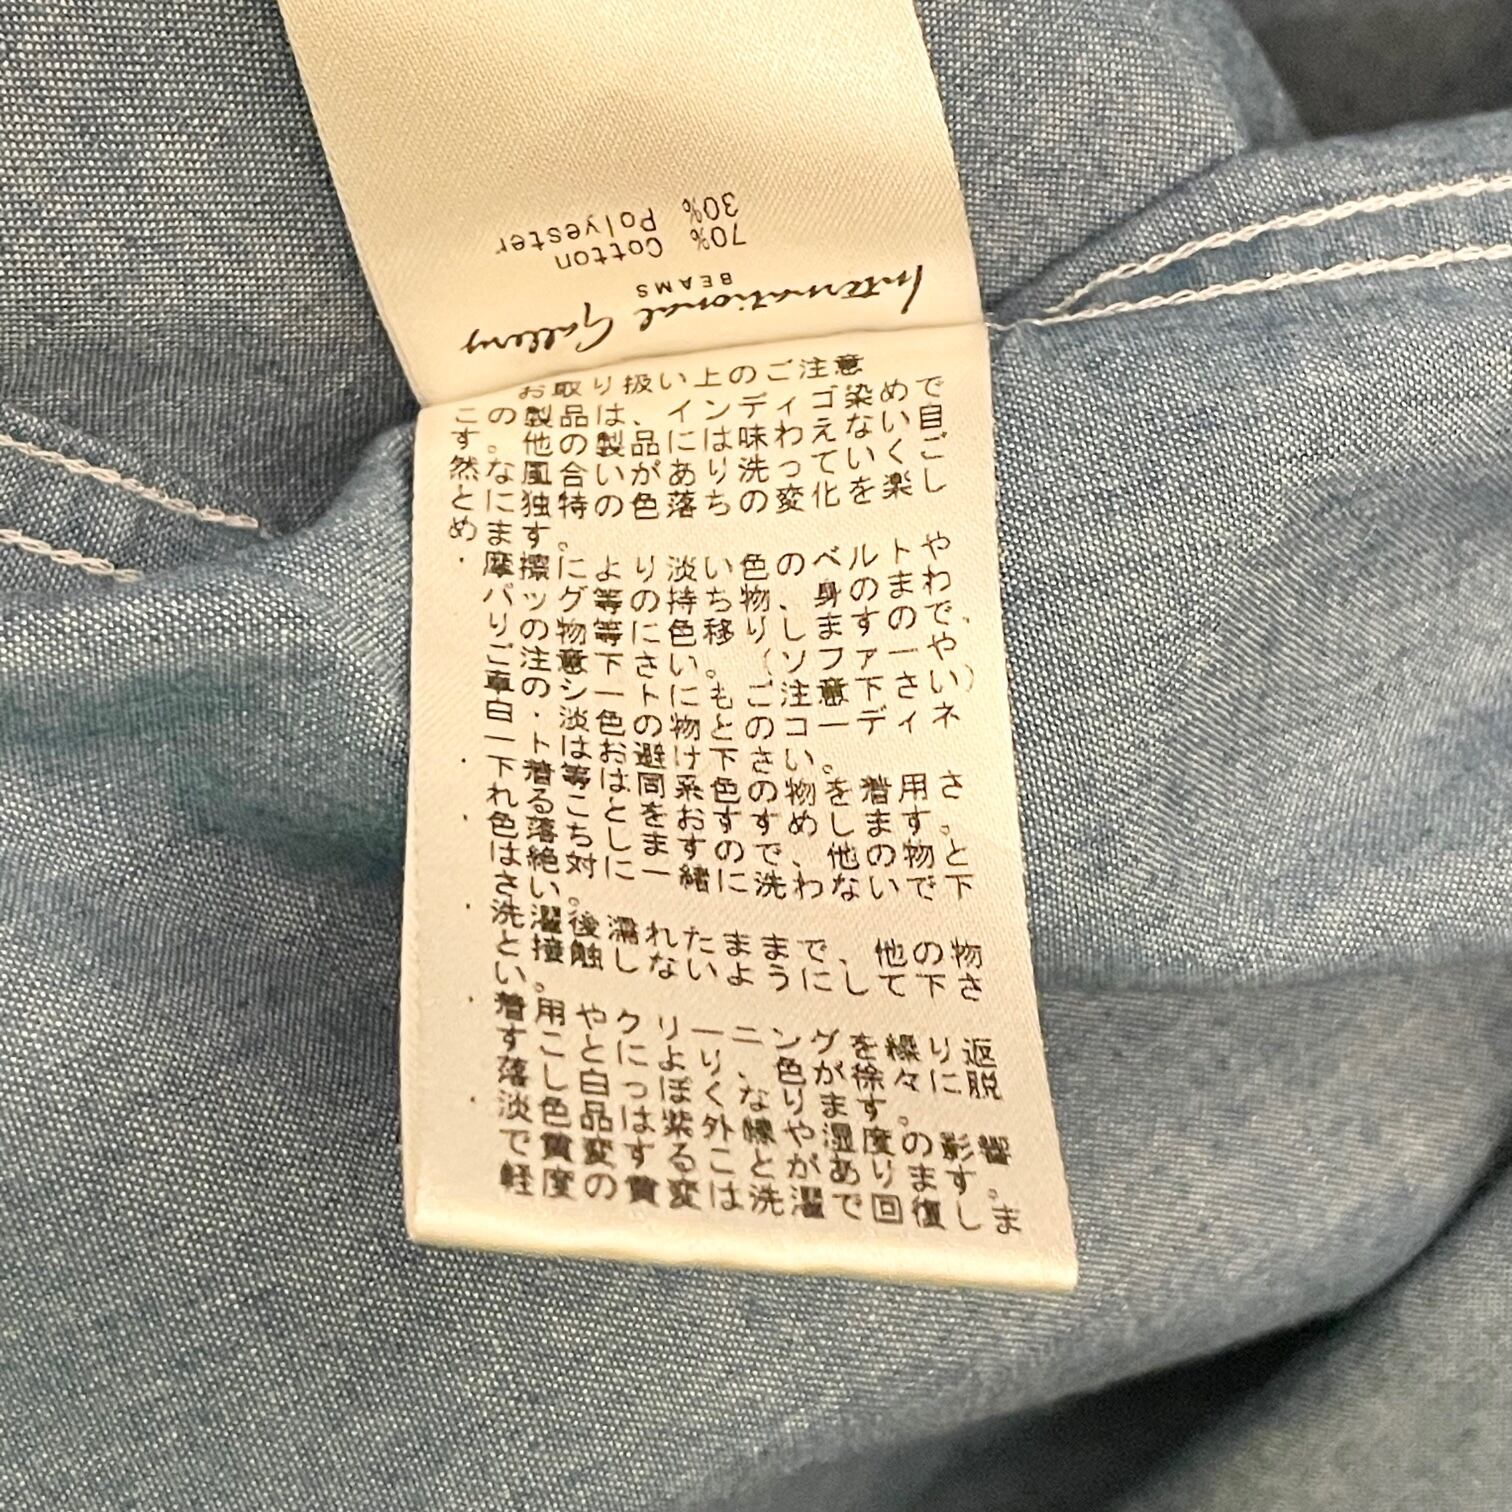 International Gallery
BEAMS
70% Cotton
30% Polyester
お取り扱い上のご注意
この製品は、インディゴ染めで
す。他の製品には味わえない自
然な風合いがあり洗っていくご
とに独特の色落ちの変化を楽し
めます。
・摩擦により淡い色のベルトや
バッグ等の持ち物、身のまわ
りの物等に色移りしますので、
ご注意下さい。(ソファーや
車のシートにもご注意下さい)
・白・淡色の物とのコーディネ
ートはお避け下さい。
・下着等は同系色の物を着用さ
れることをおすすめします。
・色落ちしますので、他の物と
は絶対に一緒に洗わないで下
さい。
・洗濯後濡れたままで、他の物
と接触しないようにして下さ
い。
・着用やクリーニングを繰り返
すことにより、色が徐々に脱
落し白っぽくなります。
・淡色品は紫外線や湿度の影響
で黄変することがあります。
軽度の黄変は洗濯で回復しま